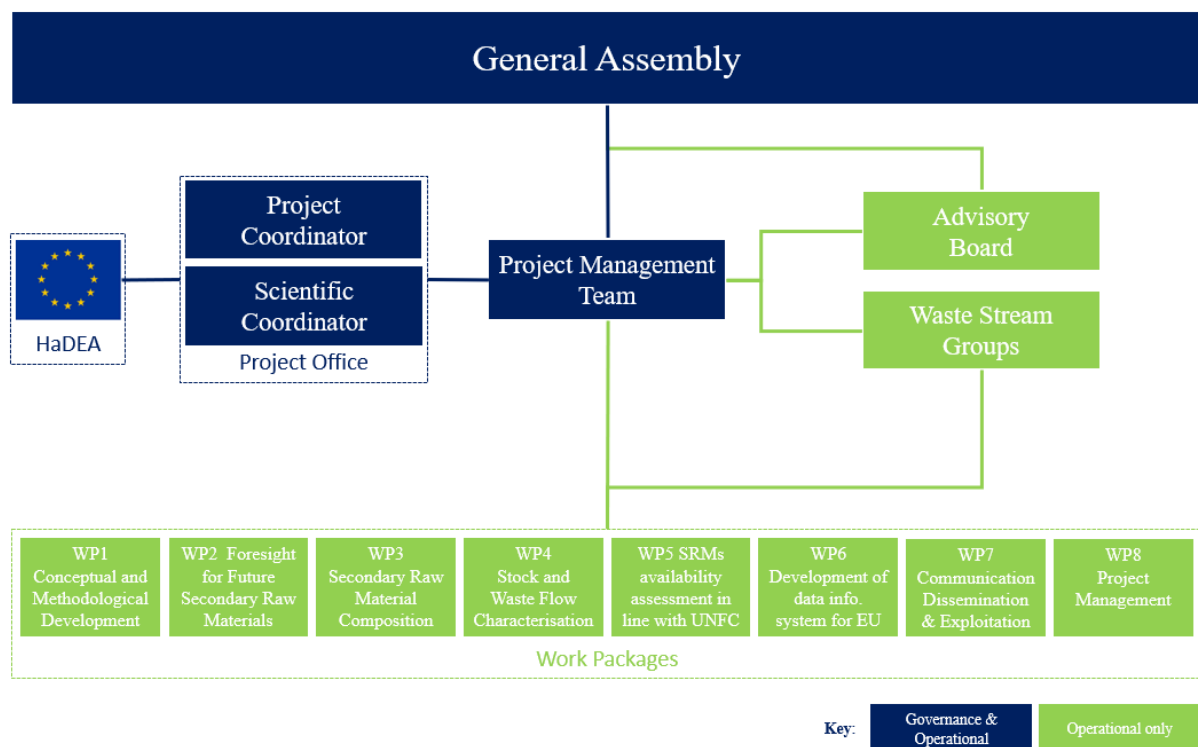 General Assembly
Project
Coordinator
Scientific
Coordinator
Project Office
HaDEA
Project Management
Team
Advisory
Board
Waste Stream
Groups
WP1
Conceptual and
Methodological
Development
WP2 Foresight
for Future
Secondary Raw
Materials
WP3
Secondary Raw
Material
Composition
WP4
Stock and
Waste Flow
Characterisation
WP5 SRMs
availability
assessment in
line with UNFC
WP6
Development of
data info.
system for EU
WP7
Communication
Dissemination
& Exploitation
WP8
Project
Management
Work Packages
Key:
Governance &
Operational
Operational only